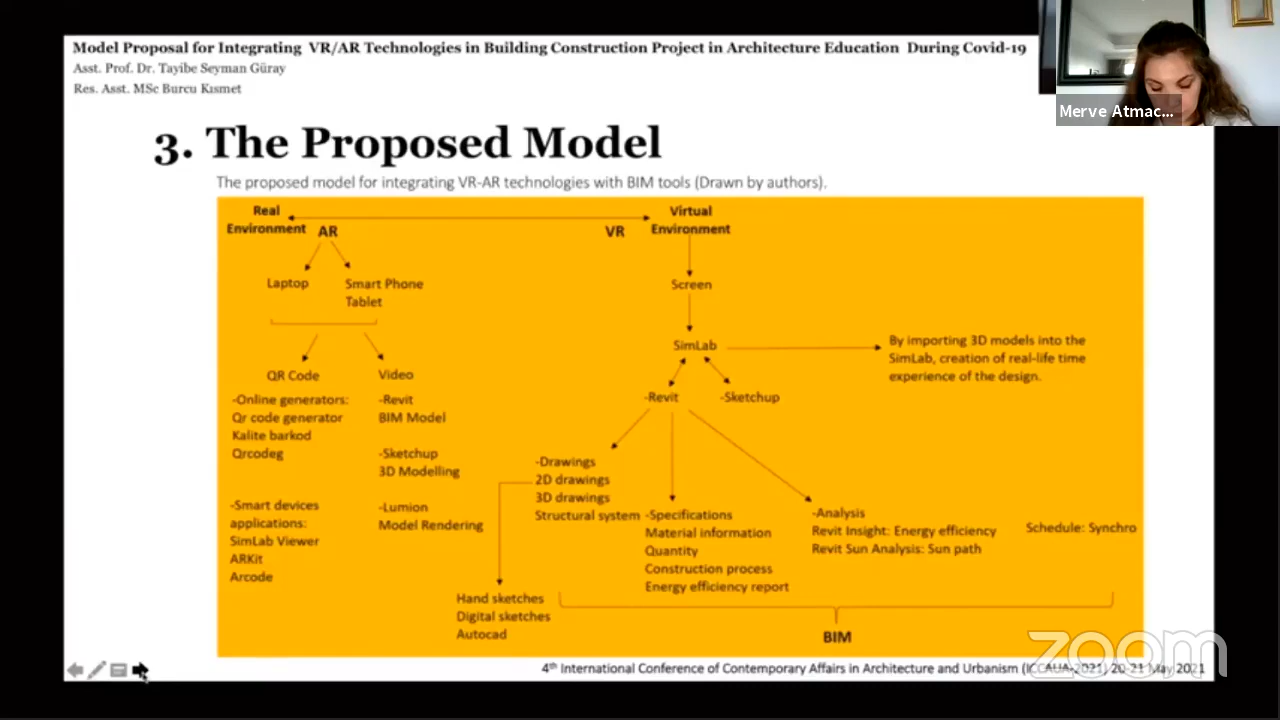 Model Proposal for Integrating VR/AR Technologies in Building Construction Project in Architecture Education During Covid-19
Asst. Prof. Dr. Tayibe Seyman Güray
Res. Asst. MSc Burcu Kısmet
Merve Atmac...
3. The Proposed Model
The proposed model for integrating VR-AR technologies with BIM tools (Drawn by authors).
Real
Environment
AR
VR
Virtual
Environment
Laptop
Smart Phone
Tablet
Screen
SimLab
By importing 3D models into the
SimLab, creation of real-life time
experience of the design.
QR Code
Video
-Revit
-Sketchup
-Online generators:
Qr code generator
Kalite barkod
Qrcodeg
-Revit
BIM Model
-Sketchup
3D Modelling
-Lumion
Model Rendering
-Smart devices
applications:
SimLab Viewer
ARKit
Arcode
-Drawings
2D drawings
3D drawings
Structural system
-Specifications
Material information
Quantity
Construction process
Energy efficiency report
-Analysis
Revit Insight: Energy efficiency
Revit Sun Analysis: Sun path
Schedule: Synchro
Hand sketches
Digital sketches
Autocad
BIM
zoom
4th International Conference of Contemporary Affairs in Architecture and Urbanism (ICCAUA-2021) 20-21 May 2021